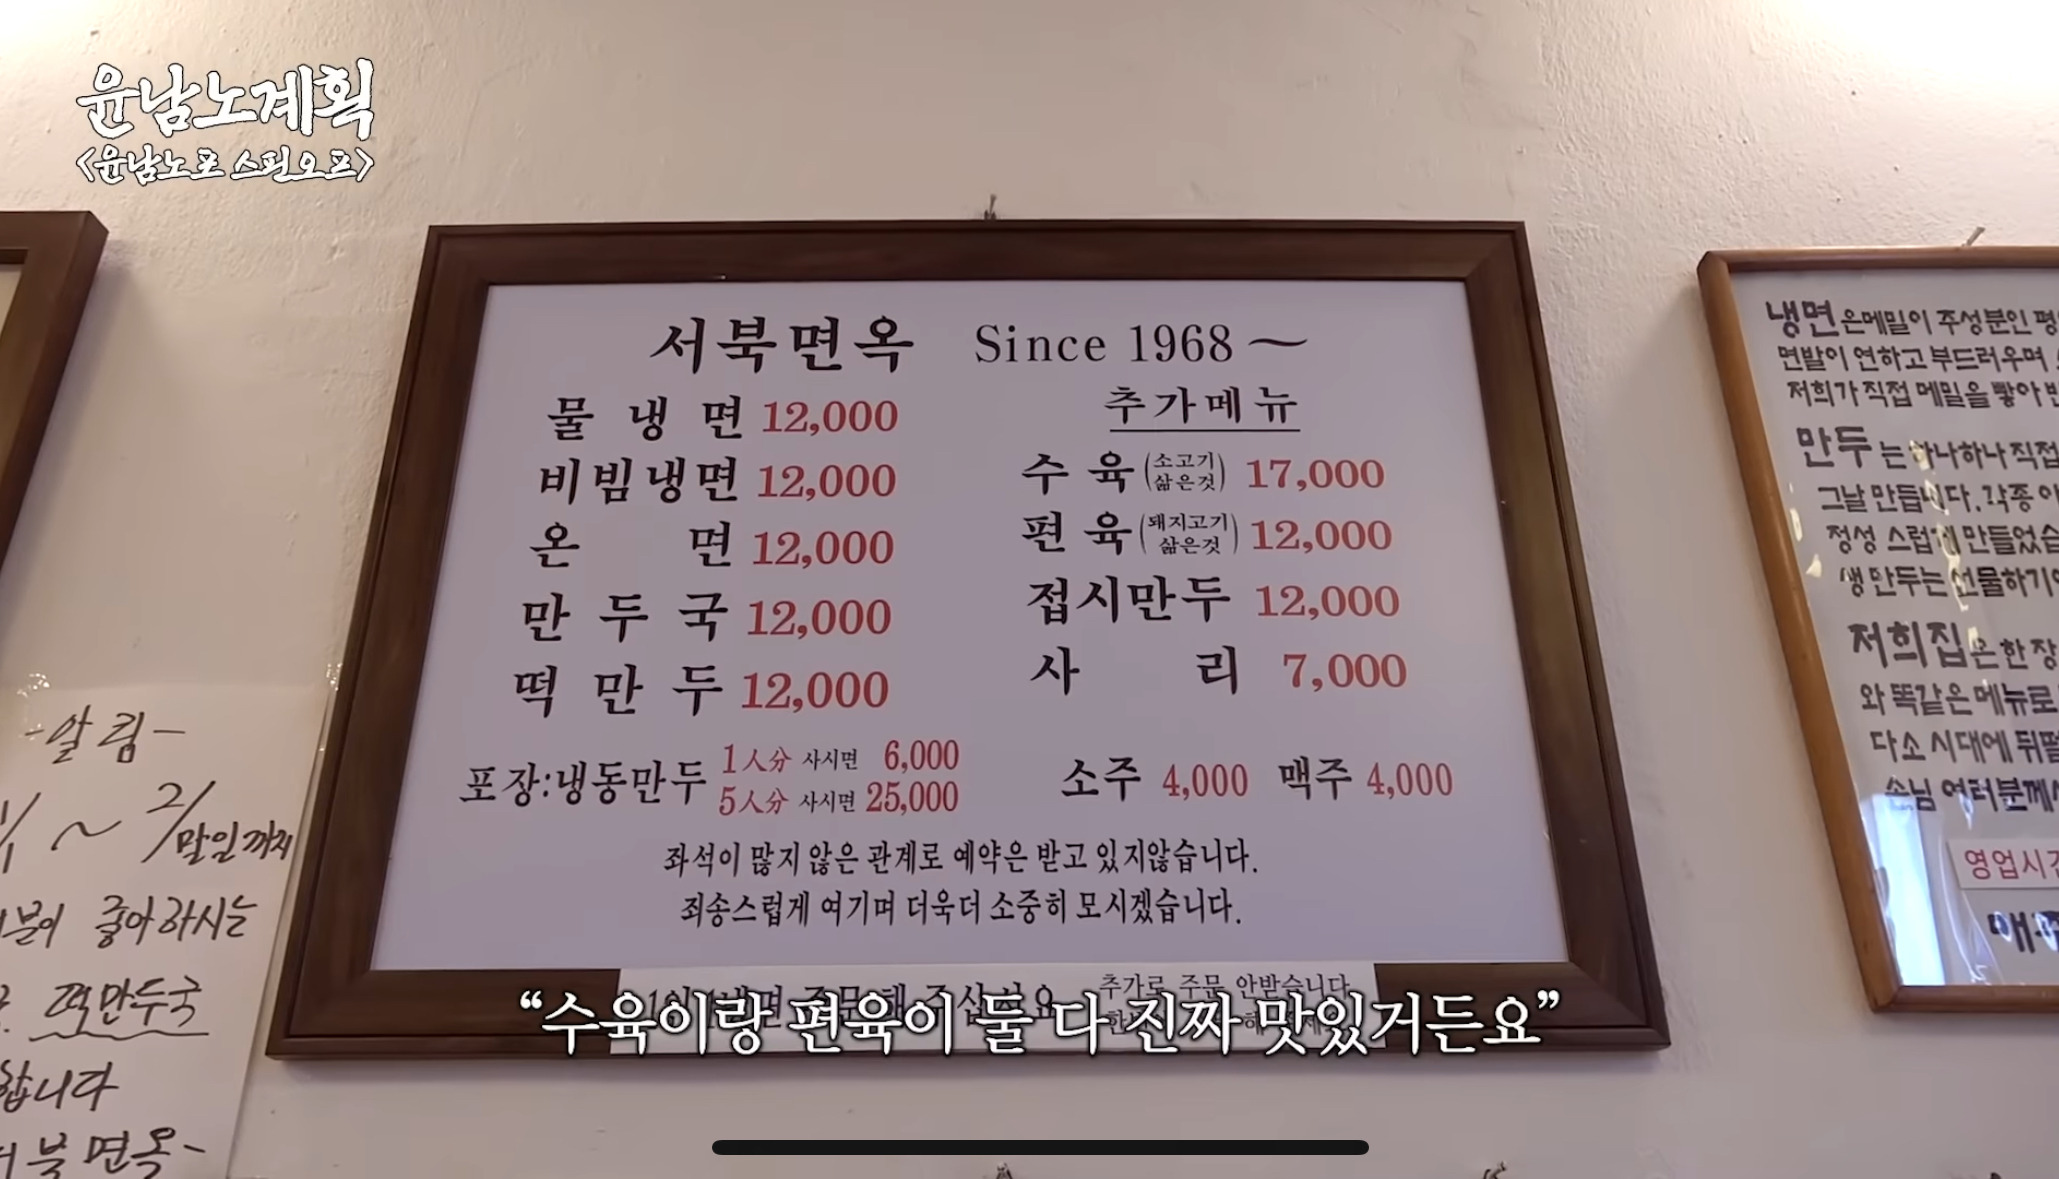 윤남노계획
<윤남노포 스핀오프>
서북면옥 Since 1968~
물냉면 12,000
비빔냉면 12,000
온면 12,000
만두국 12,000
떡만두 12,000
추가메뉴
수육(소고기 삶은것) 17,000
편육(돼지고기 삶은것) 12,000
접시만두 12,000
사리 7,000
포장:냉동만두 1人分 사시면 6,000
5人分 사시면 25,000
소주 4,000 맥주 4,000
좌석이 많지 않은 관계로 예약은 받고 있지않습니다.
죄송스럽게 여기며 더욱더 소중히 모시겠습니다.
추가로 주문 안받습니다
“수육이랑 편육이 둘 다 진짜 맛있거든요”
-알림-
~ 2/말일까지
좋아하시는
떡만두국
합니다
면옥-
냉면은메밀이 주성분인
면발이 연하고 부드러우며
저희가 직접 메밀을 빻아
만두는 하나하나 직접
그날 만듭니다. 각종
정성 스럽게 만들었습
생만두는 선물하기
저희집은 한 장
와 똑같은 메뉴로
다소 시대에 뒤떨
손님 여러분께
영업시간